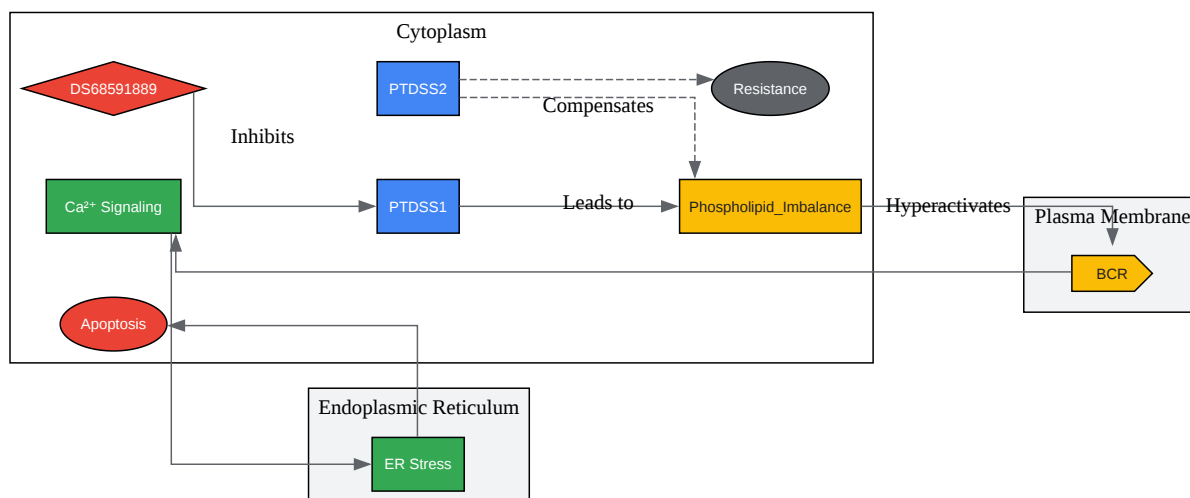 Cytoplasm
DS68591889
PTDSS2
Resistance
Compensates
Inhibits
Ca²⁺ Signaling
PTDSS1
Leads to
Phospholipid_Imbalance
Hyperactivates
Plasma Membrane
BCR
Apoptosis
Endoplasmic Reticulum
ER Stress